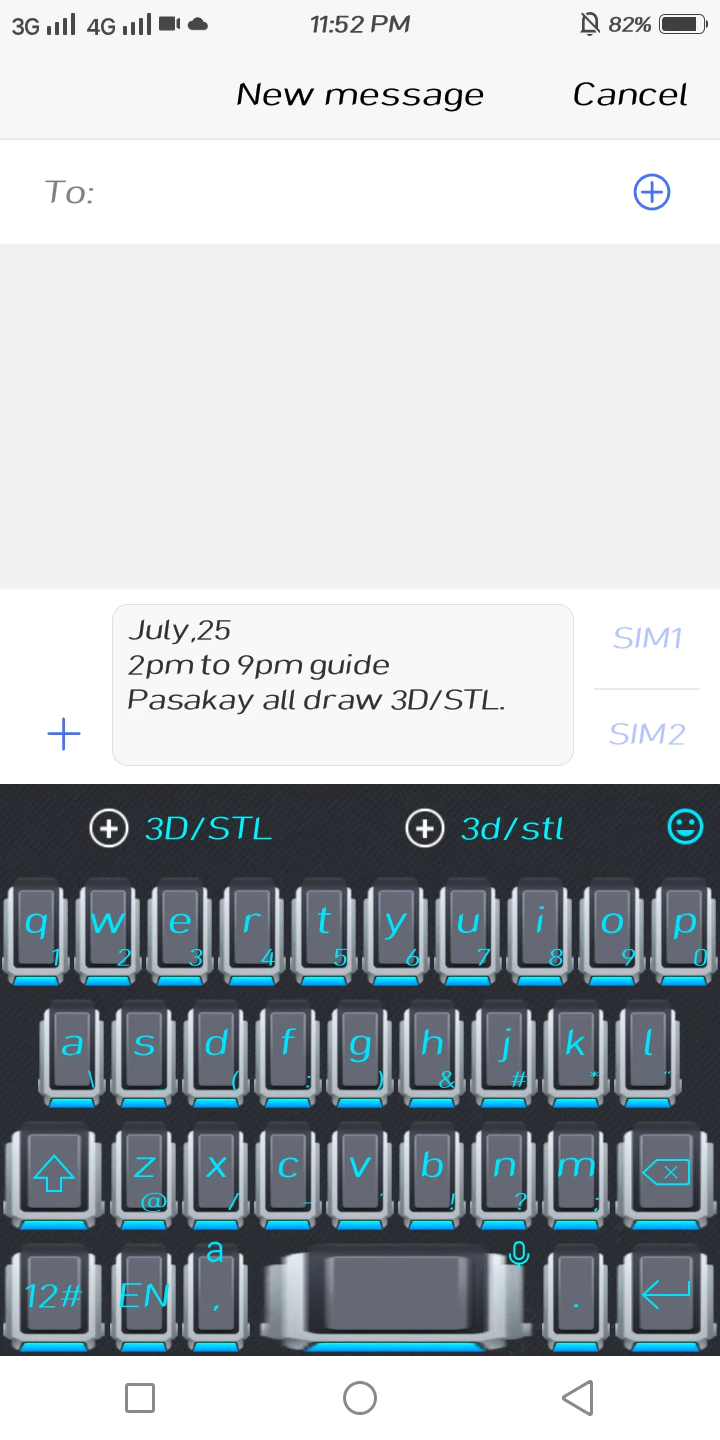 3G 4G 11:52 PM 82%
New message Cancel
To:
July,25
2pm to 9pm guide
Pasakay all draw 3D/STL.
SIM1
SIM2
3D/STL 3d/stl
q w e r t y u i o p
1 2 3 4 5 6 7 8 9 0
a s d f g h j k l
\ _ ( : ) & # * "
z x c v b n m
@ / - ' ! ? ;
a
12# EN , .